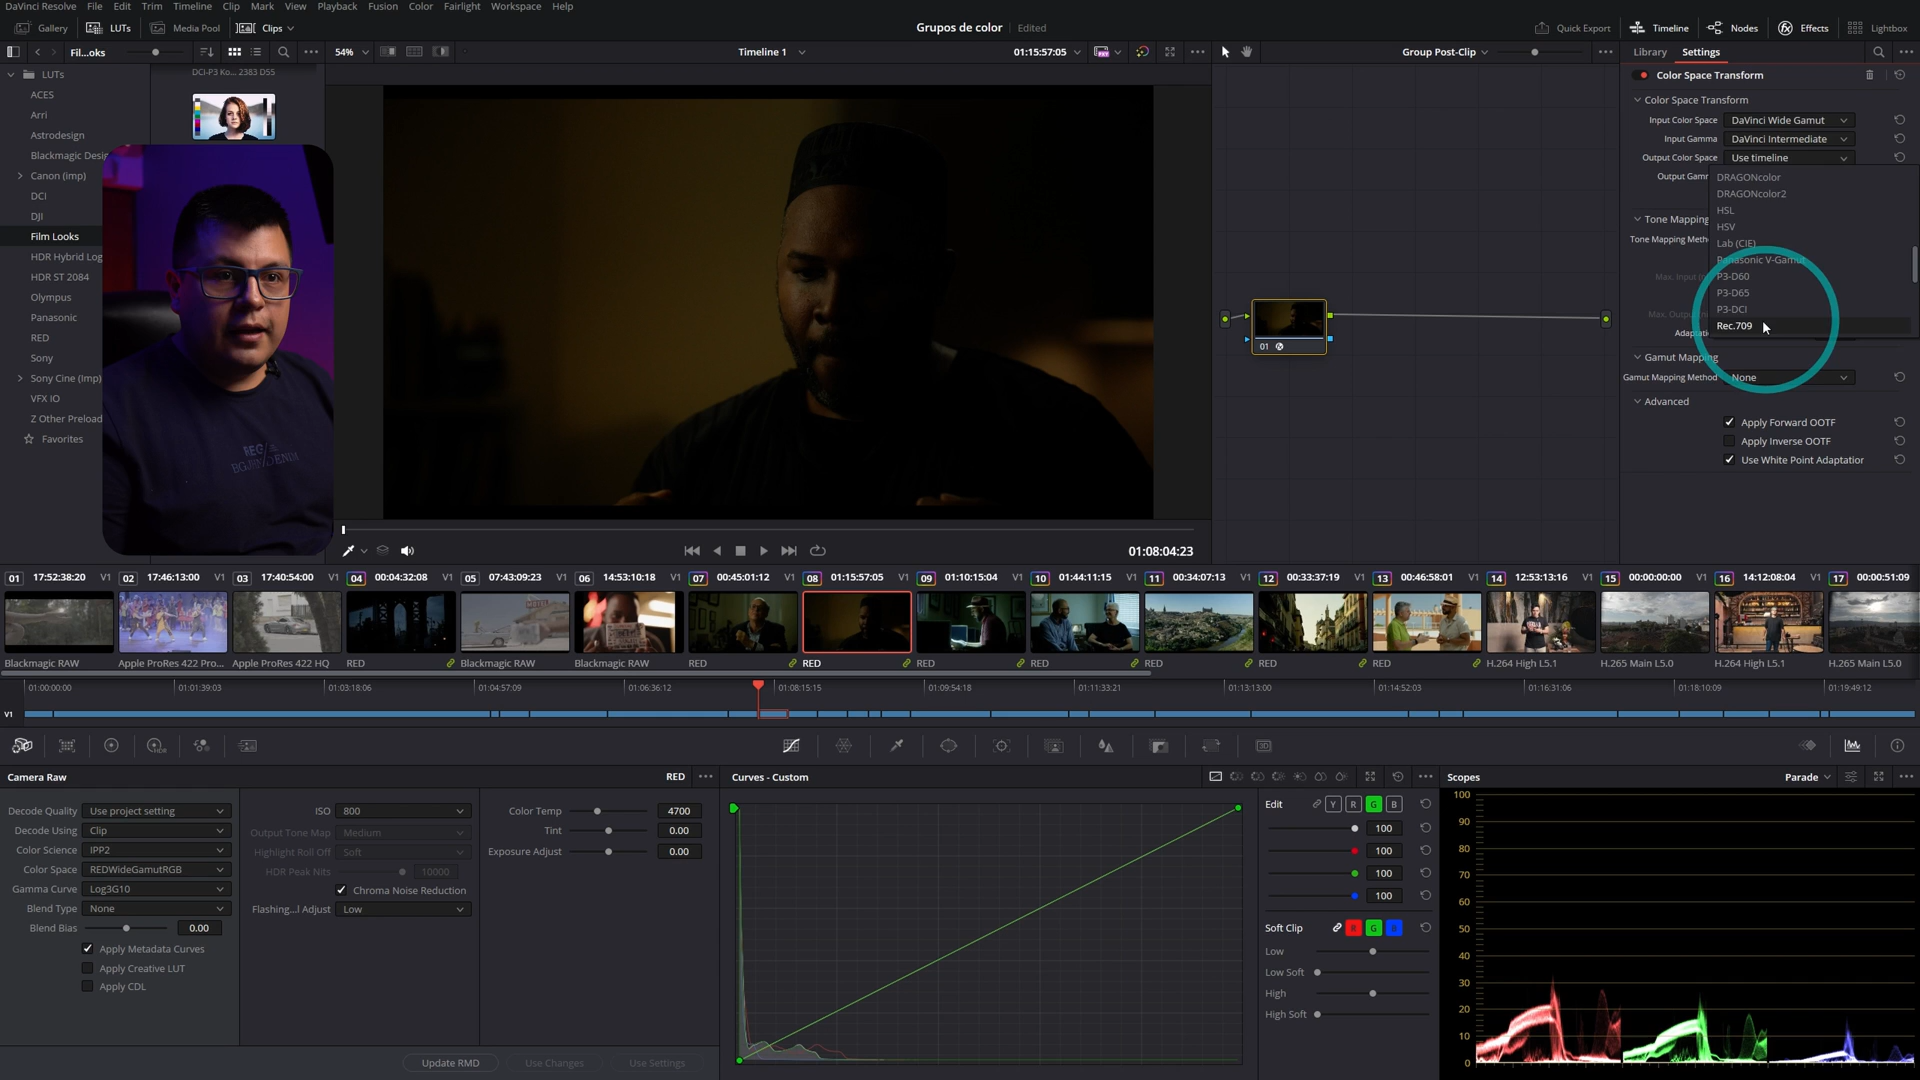 DaVinci Resolve File Edit Trim Timeline Clip Mark View Playback Fusion Color Fairlight Workspace Help
Gallery LUTs Media Pool Clips Grupos de color Edited Quick Export Timeline Nodes Effects Lightbox
Fil...oks 54% Timeline 1 01:15:57:05 Group Post-Clip Library Settings
LUTs
ACES
Arri
Astrodesign
Blackmagic Desig
Canon (imp)
DCI
DJI
Film Looks
HDR Hybrid Log
HDR ST 2084
Olympus
Panasonic
RED
Sony
Sony Cine (Imp)
VFX IO
Z Other Preload
Favorites
DCI-P3 Ko... 2383 D55
REG
BGJRN/DENIM
01:08:04:23
01
Color Space Transform
Color Space Transform
Input Color Space DaVinci Wide Gamut
Input Gamma DaVinci Intermediate
Output Color Space Use timeline
Output Gamm
DRAGONcolor
DRAGONcolor2
HSL
HSV
Lab (CIE)
Panasonic V-Gamut
P3-D60
P3-D65
P3-DCI
Rec.709
Tone Mapping
Tone Mapping Metho
Max. Input (n
Max. Output (n
Adaptati
Gamut Mapping
Gamut Mapping Method None
Advanced
Apply Forward OOTF
Apply Inverse OOTF
Use White Point Adaptation
01 17:52:38:20 V1 02 17:46:13:00 V1 03 17:40:54:00 V1 04 00:04:32:08 V1 05 07:43:09:23 V1 06 14:53:10:18 V1 07 00:45:01:12 V1 08 01:15:57:05 V1 09 01:10:15:04 V1 10 01:44:11:15 V1 11 00:34:07:13 V1 12 00:33:37:19 V1 13 00:46:58:01 V1 14 12:53:13:16 V1 15 00:00:00:00 V1 16 14:12:08:04 V1 17 00:00:51:09
Blackmagic RAW Apple ProRes 422 Pro... Apple ProRes 422 HQ RED Blackmagic RAW Blackmagic RAW RED RED RED RED RED RED RED H.264 High L5.1 H.265 Main L5.0 H.264 High L5.1 H.265 Main L5.0
01:00:00:00 01:01:39:03 01:03:18:06 01:04:57:09 01:06:36:12 01:08:15:15 01:09:54:18 01:11:33:21 01:13:13:00 01:14:52:03 01:16:31:06 01:18:10:09 01:19:49:12
V1
Camera Raw RED
Decode Quality Use project setting
Decode Using Clip
Color Science IPP2
Color Space REDWideGamutRGB
Gamma Curve Log3G10
Blend Type None
Blend Bias 0.00
Apply Metadata Curves
Apply Creative LUT
Apply CDL
ISO 800
Output Tone Map Medium
Highlight Roll Off Soft
HDR Peak Nits 10000
Chroma Noise Reduction
Flashing...l Adjust Low
Color Temp 4700
Tint 0.00
Exposure Adjust 0.00
Update RMD Use Changes Use Settings
Curves - Custom
Edit Y R G B
100
100
100
100
Soft Clip R G B
Low
Low Soft
High
High Soft
Scopes Parade
100
90
80
70
60
50
40
30
20
10
0